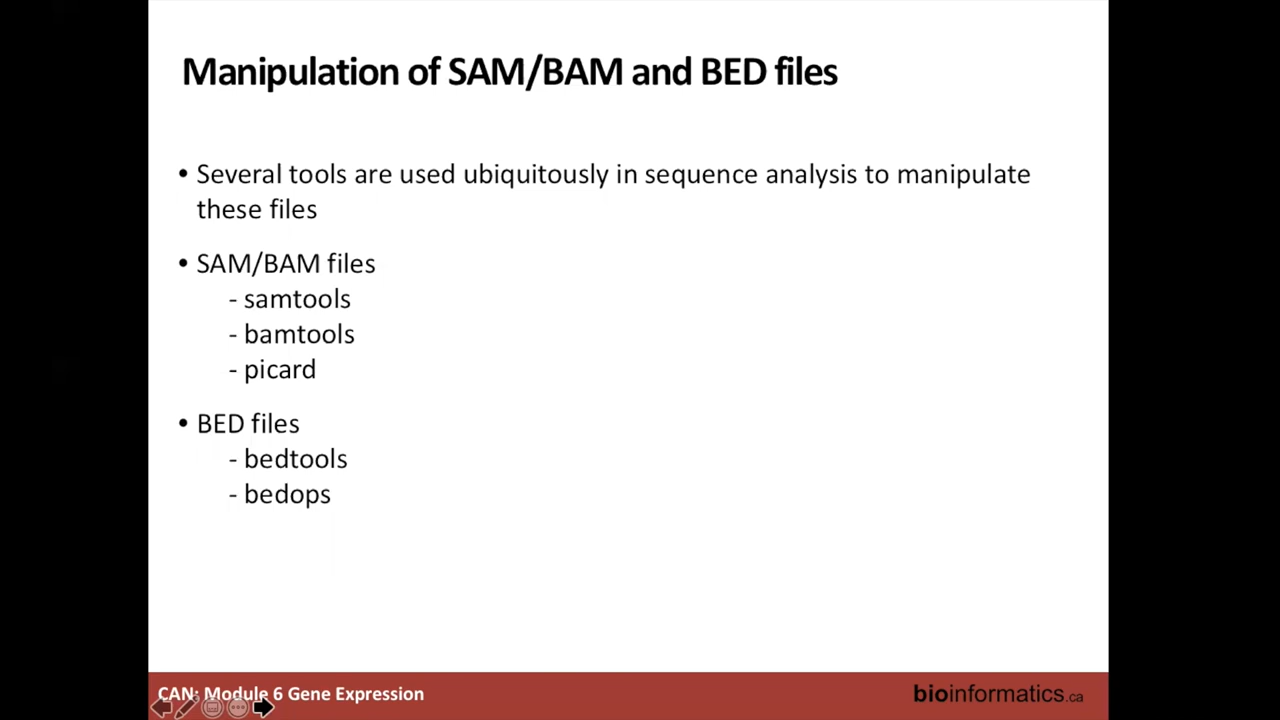 Manipulation of SAM/BAM and BED files
• Several tools are used ubiquitously in sequence analysis to manipulate
these files
• SAM/BAM files
- samtools
- bamtools
- picard
• BED files
- bedtools
- bedops
CAN: Module 6 Gene Expression
bioinformatics.ca